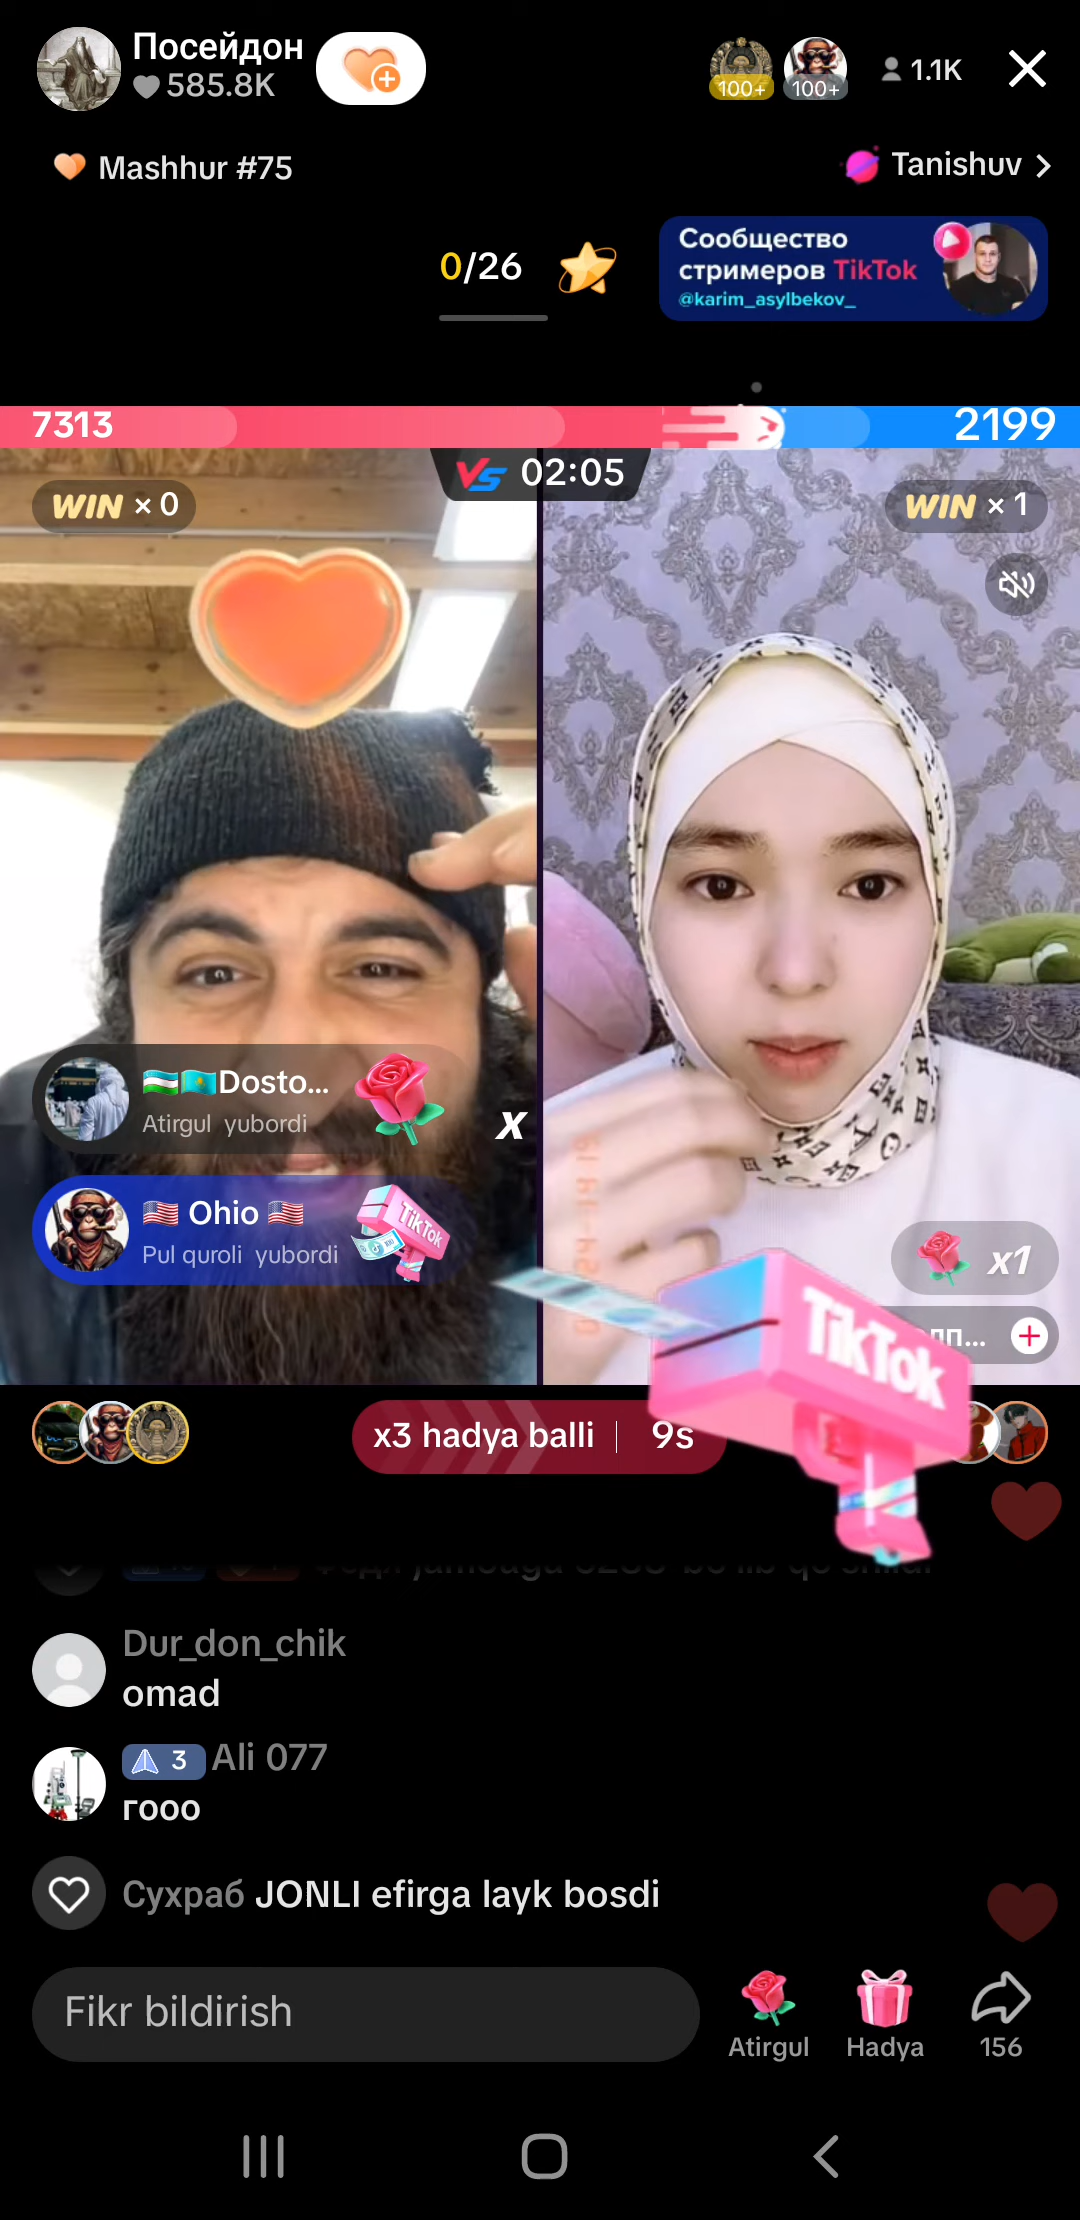 Посейдон
585.8K
100+
100+
1.1K
Mashhur #75
Tanishuv
0/26
Сообщество
стримеров TikTok
@karim_asylbekov_
7313
2199
VS 02:05
WIN × 0
WIN × 1
Dosto...
Atirgul yubordi
x
Ohio
Pul quroli yubordi
TikTok
x1
TikTok
x3 hadya balli | 9s
Dur_don_chik
omad
3 Ali 077
гооо
Сухраб JONLI efirga layk bosdi
Fikr bildirish
Atirgul
Hadya
156